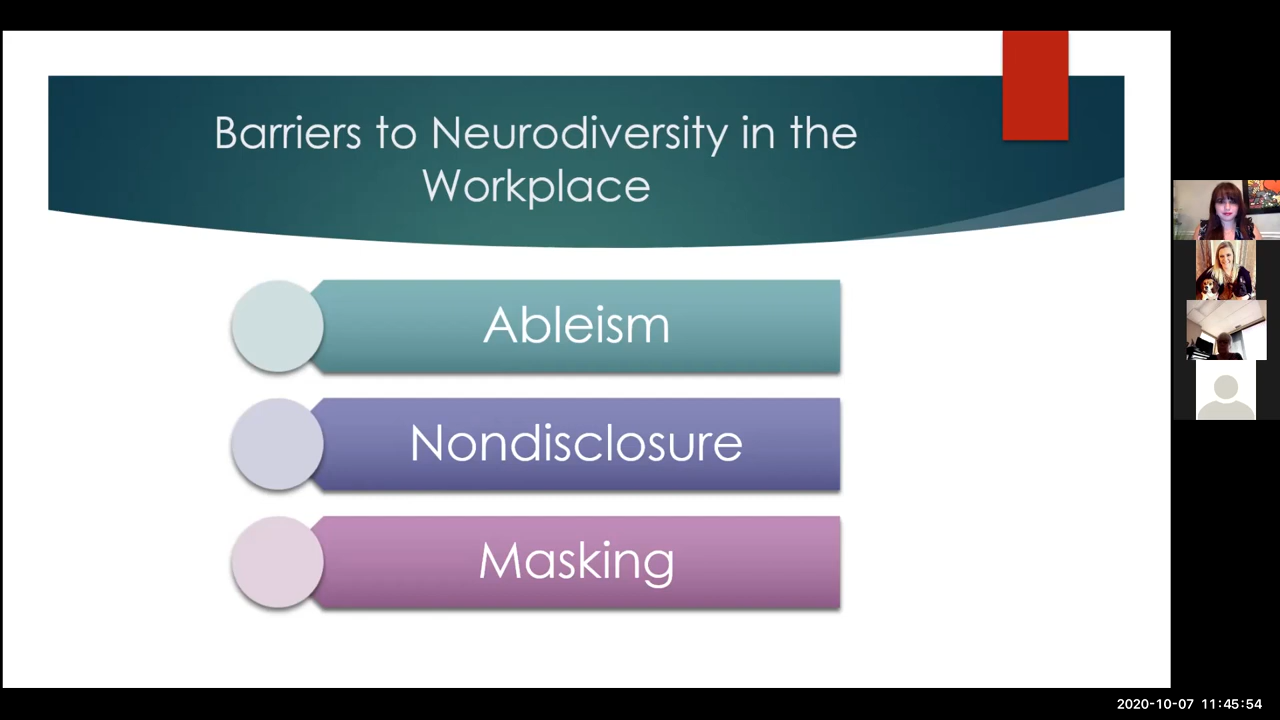 Barriers to Neurodiversity in the
Workplace
Ableism
Nondisclosure
Masking
2020-10-07 11:45:54